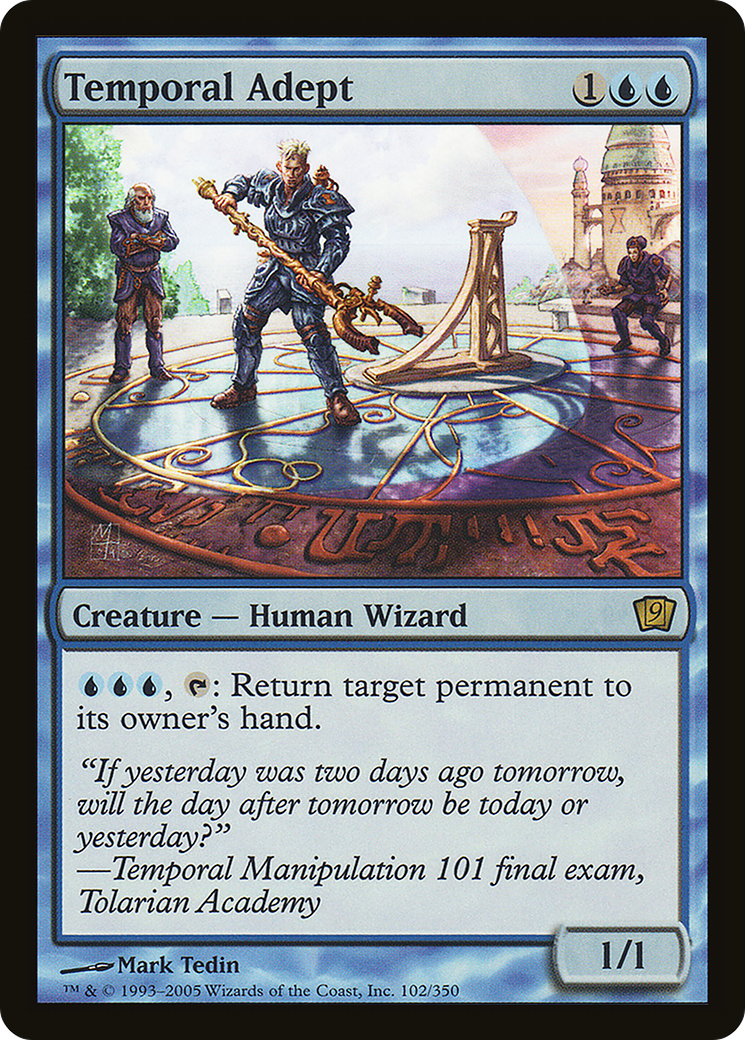 Temporal Adept 1
Creature — Human Wizard 9
, : Return target permanent to
its owner's hand.
“If yesterday was two days ago tomorrow,
will the day after tomorrow be today or
yesterday?”
—Temporal Manipulation 101 final exam,
Tolarian Academy
1/1
Mark Tedin
™ & © 1993–2005 Wizards of the Coast, Inc. 102/350